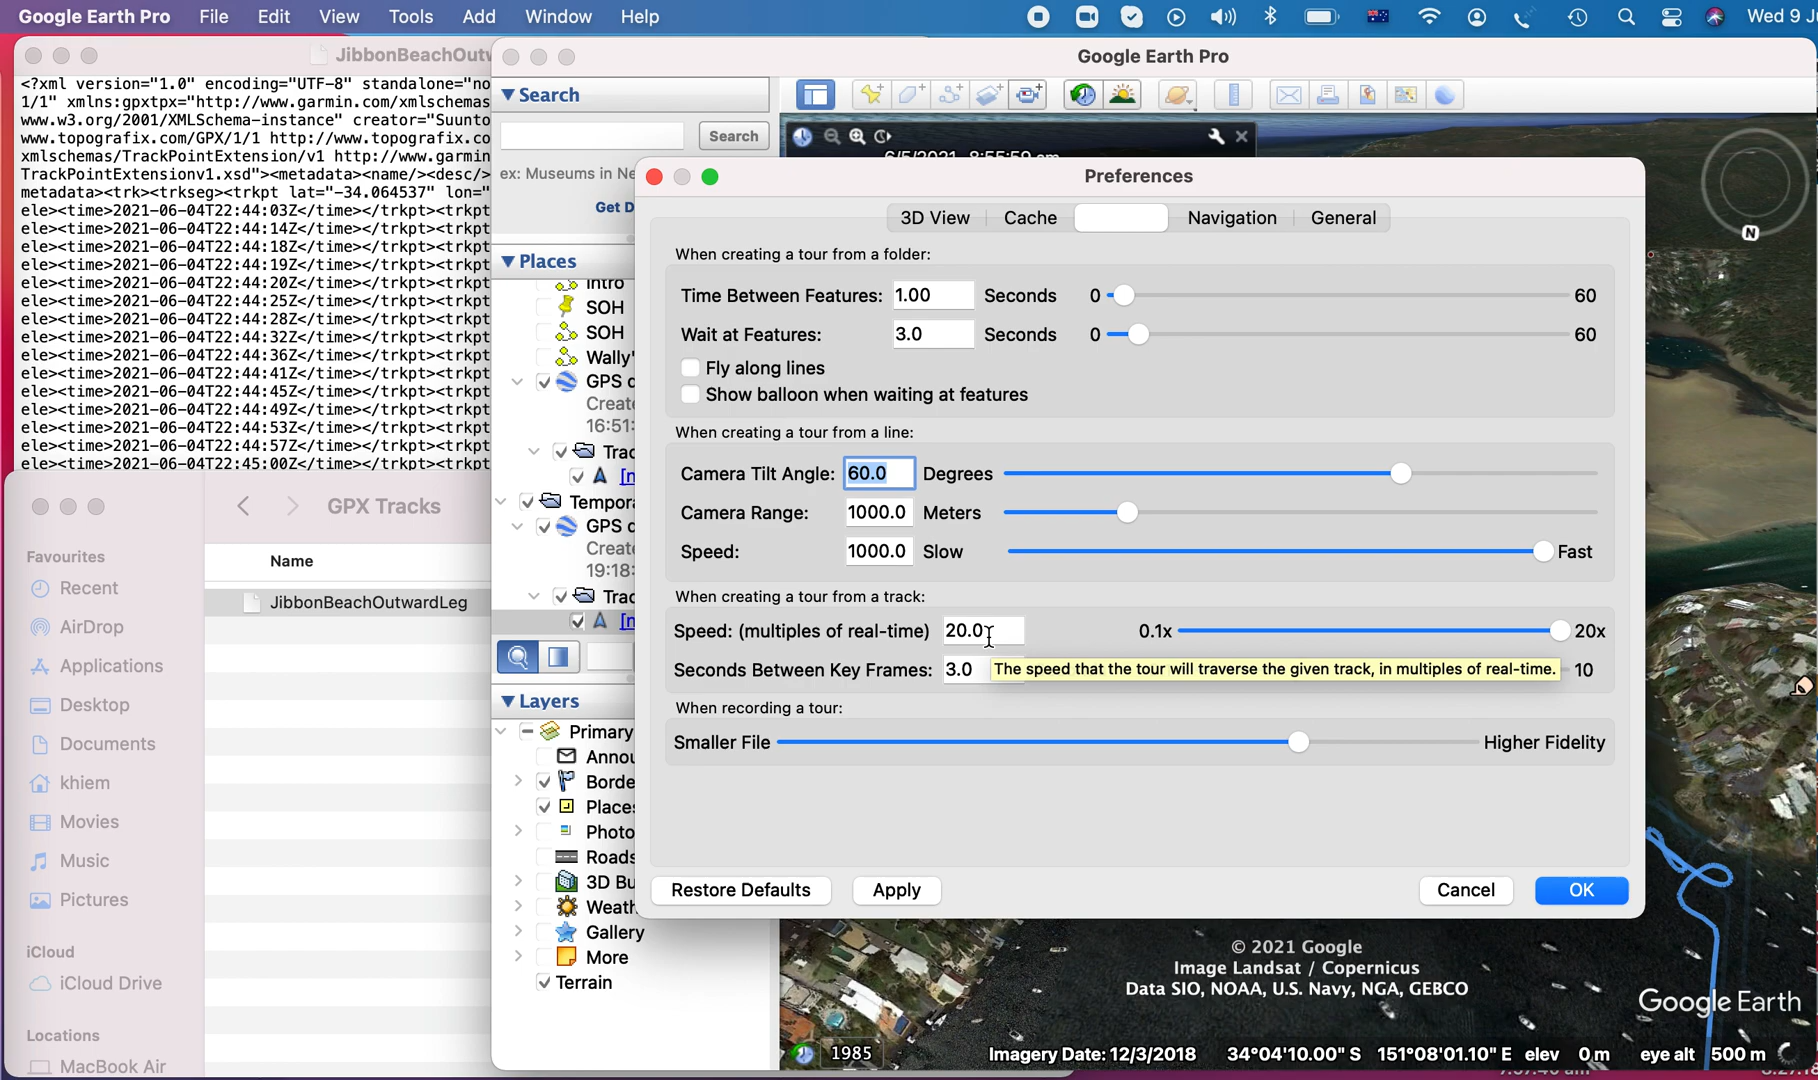 Google Earth Pro File Edit View Tools Add Window Help Wed 9 Ju
JibbonBeachOutw
<?xml version="1.0" encoding="UTF-8" standalone="no
1/1" xmlns:gpxtpx="http://www.garmin.com/xmlschemas
www.w3.org/2001/XMLSchema-instance" creator="Suunto
www.topografix.com/GPX/1/1 http://www.topografix.co
xmlschemas/TrackPointExtension/v1 http://www.garmin
TrackPointExtensionv1.xsd"><metadata><name/><desc/>
metadata><trk><trkseg><trkpt lat="-34.064537" lon="
ele><time>2021-06-04T22:44:03Z</time></trkpt><trkpt
ele><time>2021-06-04T22:44:14Z</time></trkpt><trkpt
ele><time>2021-06-04T22:44:18Z</time></trkpt><trkpt
ele><time>2021-06-04T22:44:19Z</time></trkpt><trkpt
ele><time>2021-06-04T22:44:20Z</time></trkpt><trkpt
ele><time>2021-06-04T22:44:25Z</time></trkpt><trkpt
ele><time>2021-06-04T22:44:28Z</time></trkpt><trkpt
ele><time>2021-06-04T22:44:32Z</time></trkpt><trkpt
ele><time>2021-06-04T22:44:36Z</time></trkpt><trkpt
ele><time>2021-06-04T22:44:41Z</time></trkpt><trkpt
ele><time>2021-06-04T22:44:45Z</time></trkpt><trkpt
ele><time>2021-06-04T22:44:49Z</time></trkpt><trkpt
ele><time>2021-06-04T22:44:53Z</time></trkpt><trkpt
ele><time>2021-06-04T22:44:57Z</time></trkpt><trkpt
ele><time>2021-06-04T22:45:00Z</time></trkpt><trkpt
GPX Tracks
Favourites
Recent
AirDrop
Applications
Desktop
Documents
khiem
Movies
Music
Pictures
iCloud
iCloud Drive
Locations
MacBook Air
Name
JibbonBeachOutwardLeg
Google Earth Pro
Search
Search
ex: Museums in Ne
Get D
Places
Intro
SOH
SOH
Wally'
GPS d
Create
16:51:
Trac
[n
Tempora
GPS d
Create
19:18:
Trac
[n
Layers
Primary
Annou
Borde
Places
Photo
Roads
3D Bu
Weath
Gallery
More
Terrain
6/5/2021 8:55:59 am
Preferences
3D View Cache Navigation General
When creating a tour from a folder:
Time Between Features: 1.00 Seconds 0 60
Wait at Features: 3.0 Seconds 0 60
Fly along lines
Show balloon when waiting at features
When creating a tour from a line:
Camera Tilt Angle: 60.0 Degrees
Camera Range: 1000.0 Meters
Speed: 1000.0 Slow Fast
When creating a tour from a track:
Speed: (multiples of real-time) 20.0 0.1x 20x
Seconds Between Key Frames: 3.0 10
The speed that the tour will traverse the given track, in multiples of real-time.
When recording a tour:
Smaller File Higher Fidelity
Restore Defaults Apply Cancel OK
N
© 2021 Google
Image Landsat / Copernicus
Data SIO, NOAA, U.S. Navy, NGA, GEBCO
Google Earth
1985 Imagery Date: 12/3/2018 34°04'10.00" S 151°08'01.10" E elev 0 m eye alt 500 m